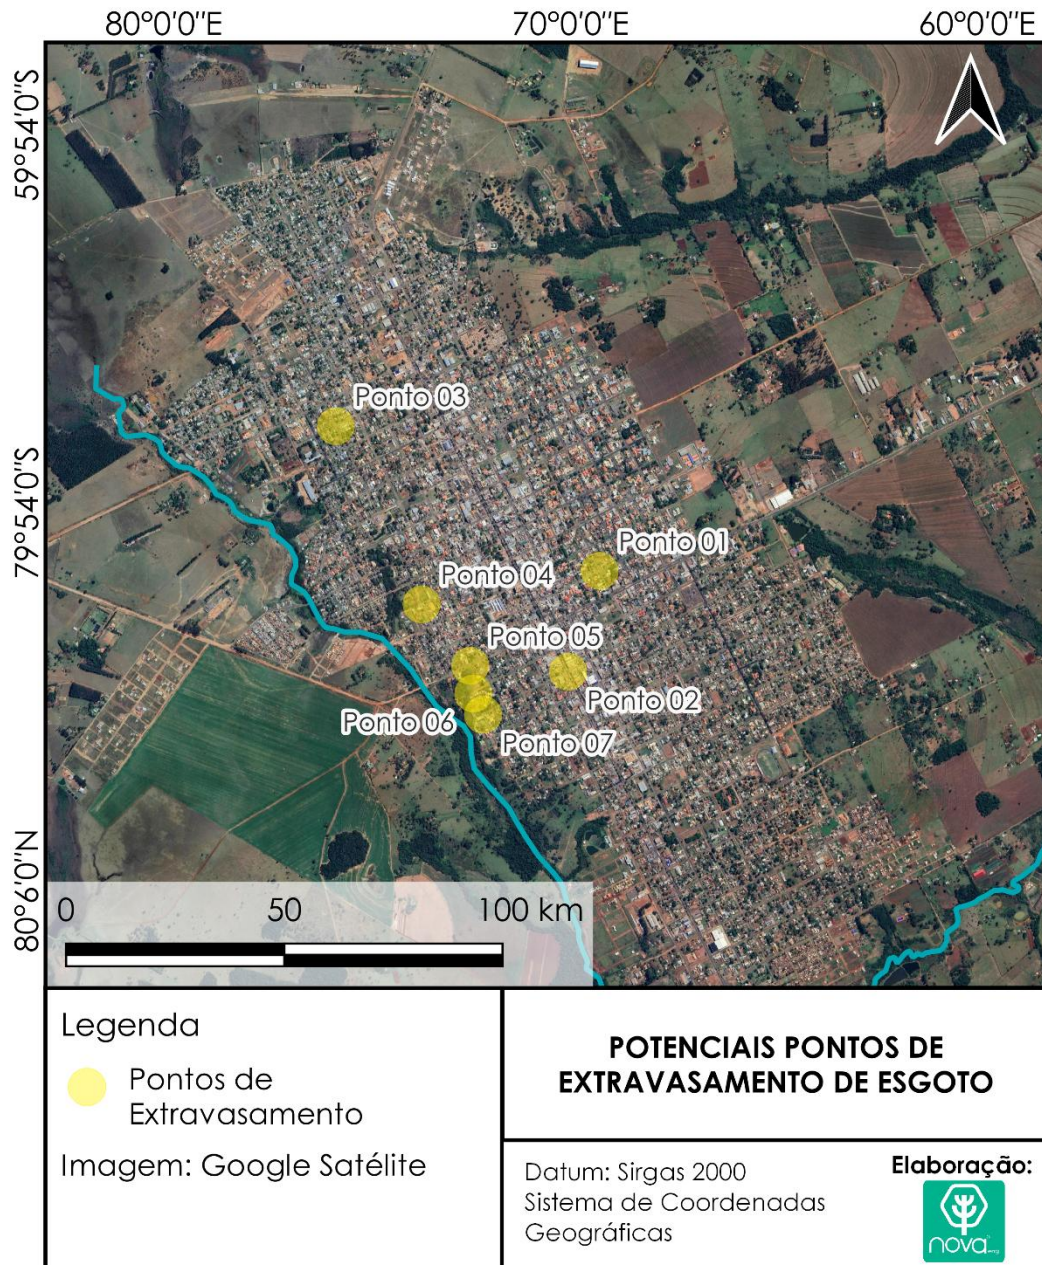 80°0'0"E
70°0'0"E
60°0'0"E
59°54'0"S
79°54'0"S
80°6'0"N
Ponto 03
Ponto 01
Ponto 04
Ponto 05
Ponto 02
Ponto 06
Ponto 07
0 50 100 km
Legenda
Pontos de
Extravasamento
Imagem: Google Satélite
POTENCIAIS PONTOS DE
EXTRAVASAMENTO DE ESGOTO
Datum: Sirgas 2000
Sistema de Coordenadas
Geográficas
Elaboração:
nova